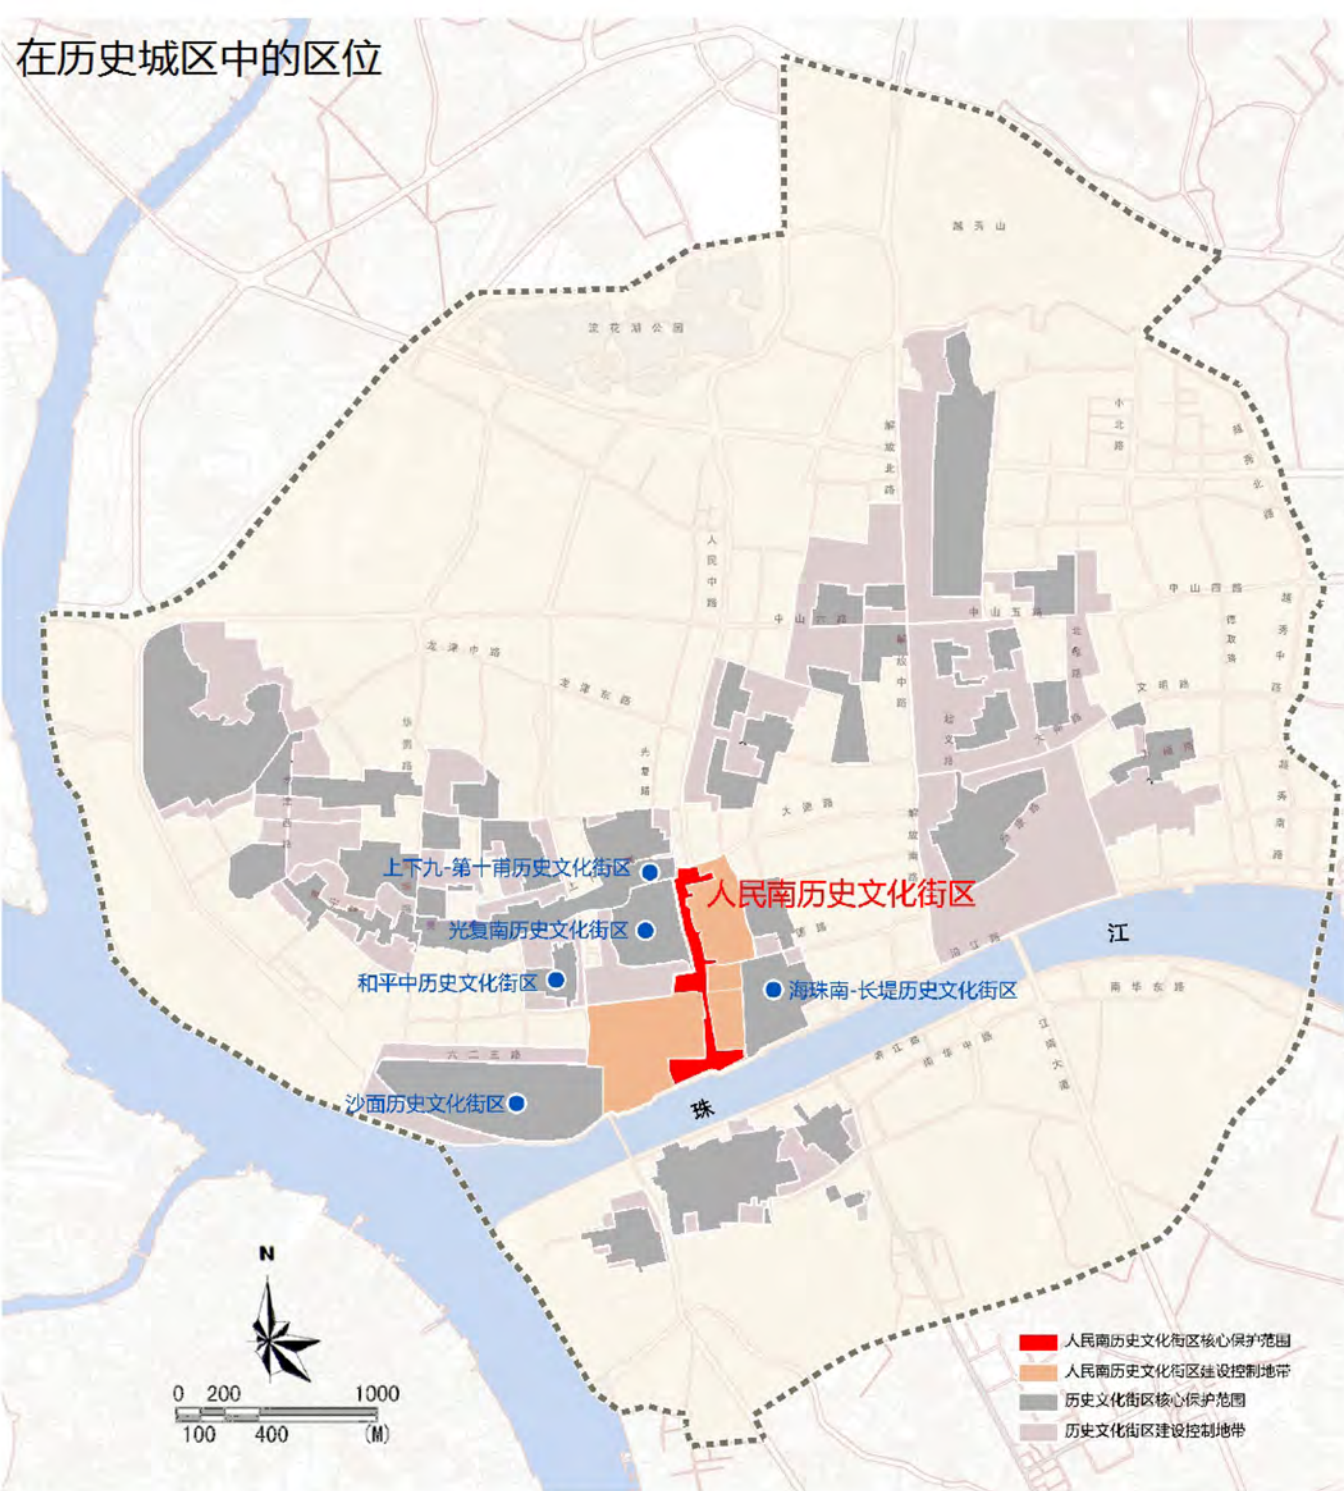 在历史城区中的区位
越秀山
流花湖公园
小北路
解放北路
越秀北路
人民中路
中山四路
中山六路
中山五路
越秀中路
德政路
北京路
解放中路
龙津中路
龙津东路
文明路
起义路
华贵路
光复路
大德路
越秀南路
解放南路
龙津西路
上下九-第十甫历史文化街区
人民南历史文化街区
光复南历史文化街区
沿江路
江
和平中历史文化街区
海珠南-长堤历史文化街区
南华东路
江湾大道
滨江路
南华中路
六二三路
沙面历史文化街区
珠
N
0 200 1000
100 400 (M)
人民南历史文化街区核心保护范围
人民南历史文化街区建设控制地带
历史文化街区核心保护范围
历史文化街区建设控制地带